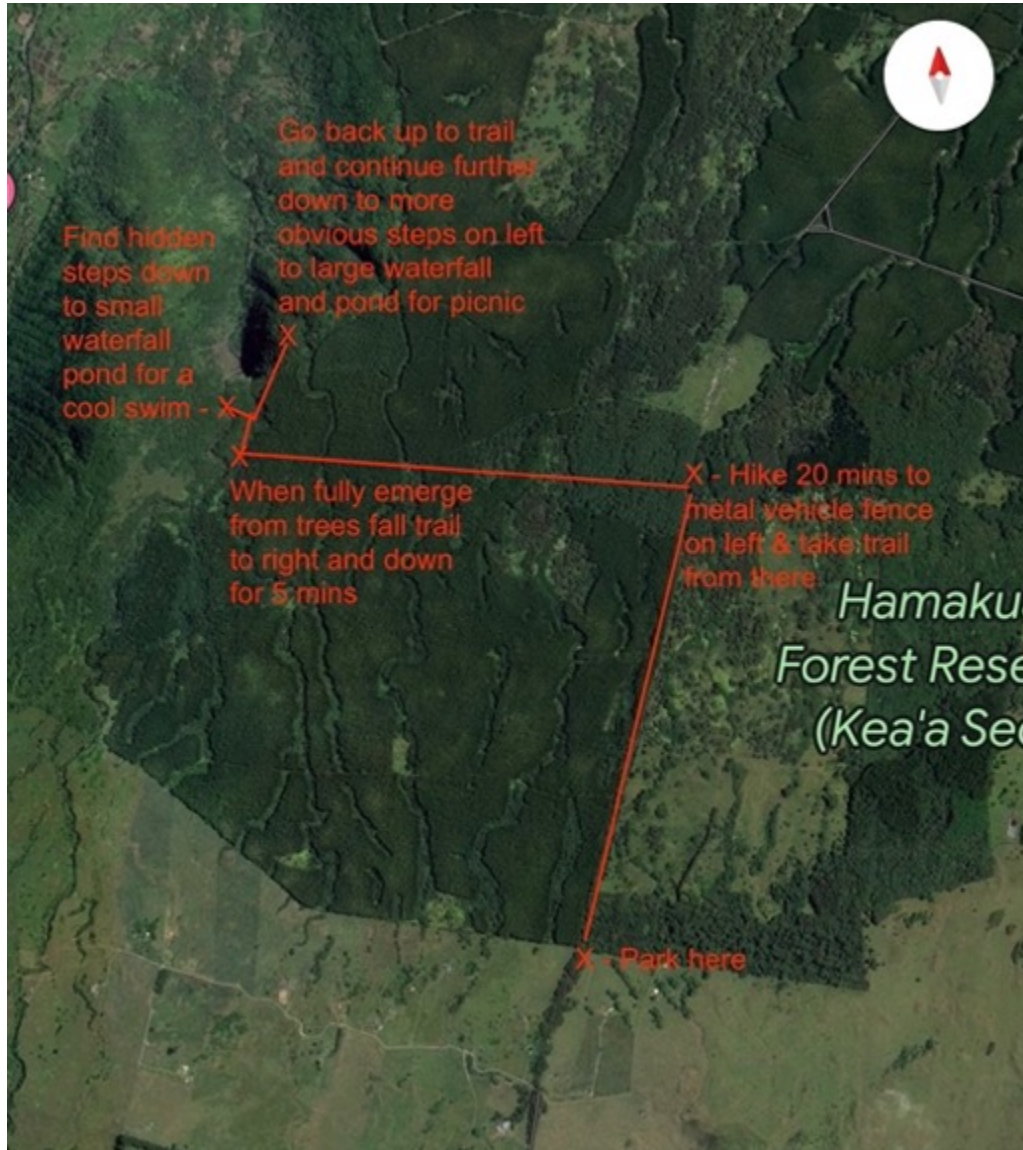 Go back up to trail
and continue further
down to more
obvious steps on left
to large waterfall
and pond for picnic
Find hidden
steps down
to small
waterfall
pond for a
cool swim - X
X
X
When fully emerge
from trees fall trail
to right and down
for 5 mins
X - Hike 20 mins to
metal vehicle fence
on left & take trail
from there
Hamaku
Forest Rese
(Kea'a Sec
X - Park here